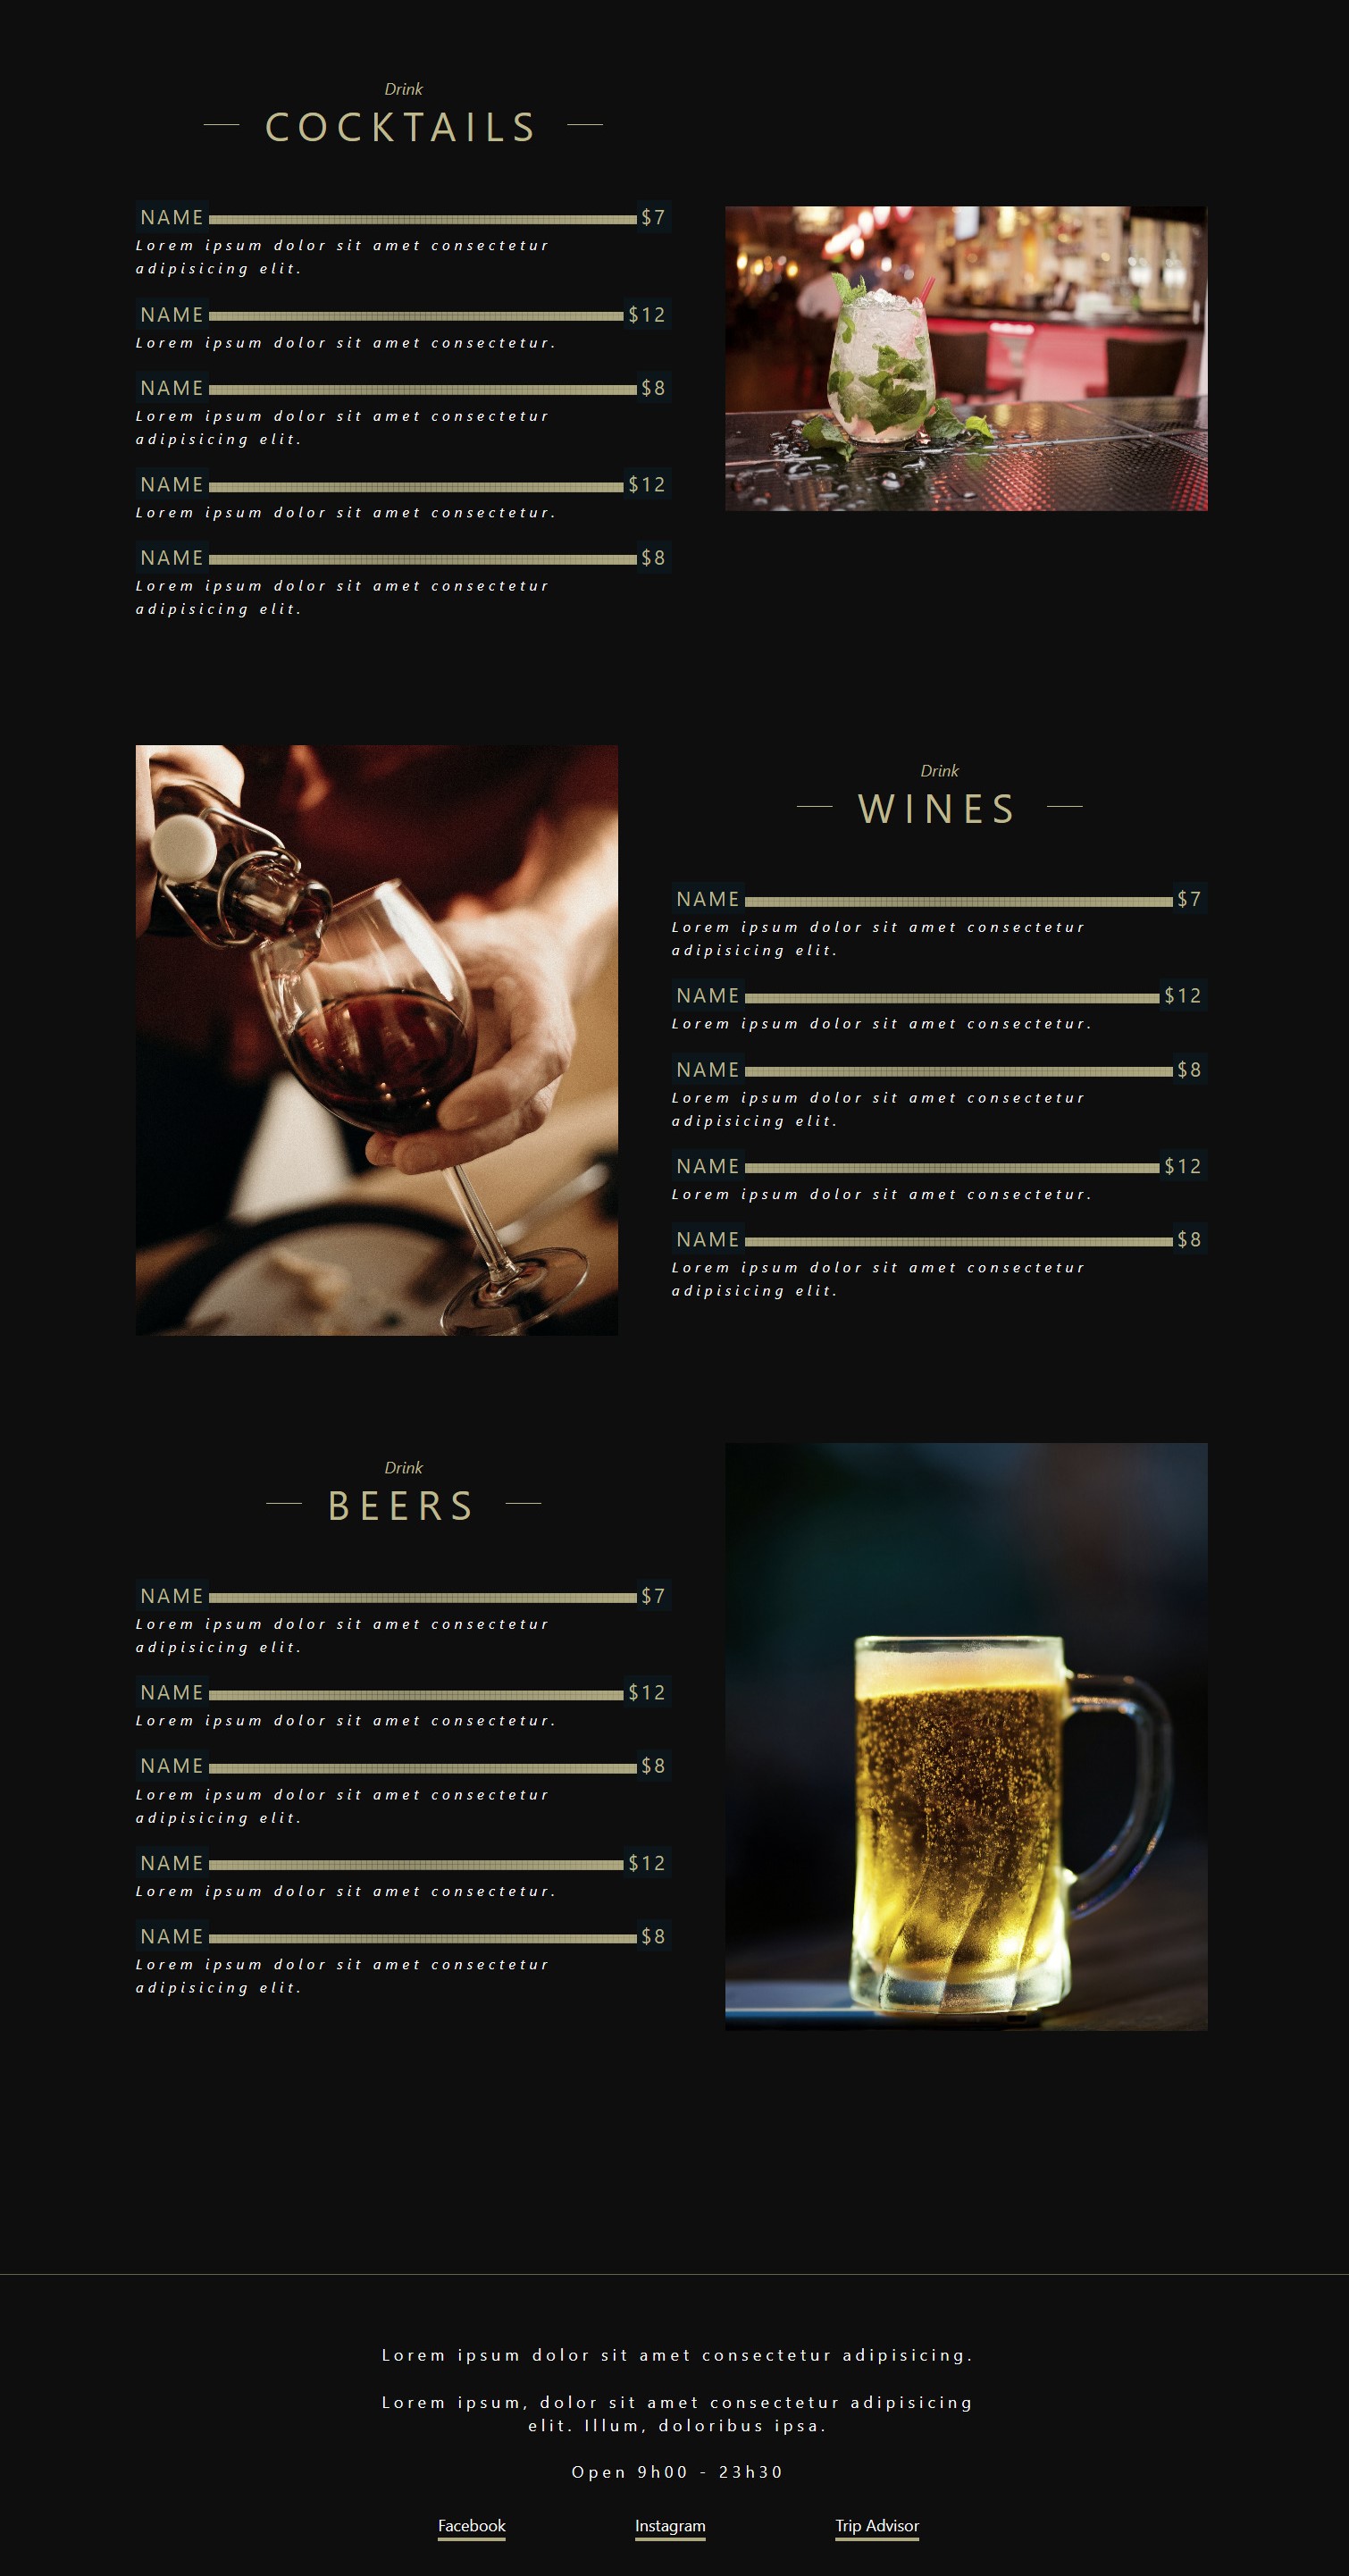 Drink
COCKTAILS
NAME $7
Lorem ipsum dolor sit amet consectetur
adipisicing elit.
NAME $12
Lorem ipsum dolor sit amet consectetur.
NAME $8
Lorem ipsum dolor sit amet consectetur
adipisicing elit.
NAME $12
Lorem ipsum dolor sit amet consectetur.
NAME $8
Lorem ipsum dolor sit amet consectetur
adipisicing elit.
Drink
WINES
NAME $7
Lorem ipsum dolor sit amet consectetur
adipisicing elit.
NAME $12
Lorem ipsum dolor sit amet consectetur.
NAME $8
Lorem ipsum dolor sit amet consectetur
adipisicing elit.
NAME $12
Lorem ipsum dolor sit amet consectetur.
NAME $8
Lorem ipsum dolor sit amet consectetur
adipisicing elit.
Drink
BEERS
NAME $7
Lorem ipsum dolor sit amet consectetur
adipisicing elit.
NAME $12
Lorem ipsum dolor sit amet consectetur.
NAME $8
Lorem ipsum dolor sit amet consectetur
adipisicing elit.
NAME $12
Lorem ipsum dolor sit amet consectetur.
NAME $8
Lorem ipsum dolor sit amet consectetur
adipisicing elit.
Lorem ipsum dolor sit amet consectetur adipisicing.
Lorem ipsum, dolor sit amet consectetur adipisicing
elit. Illum, doloribus ipsa.
Open 9h00 - 23h30
Facebook Instagram Trip Advisor